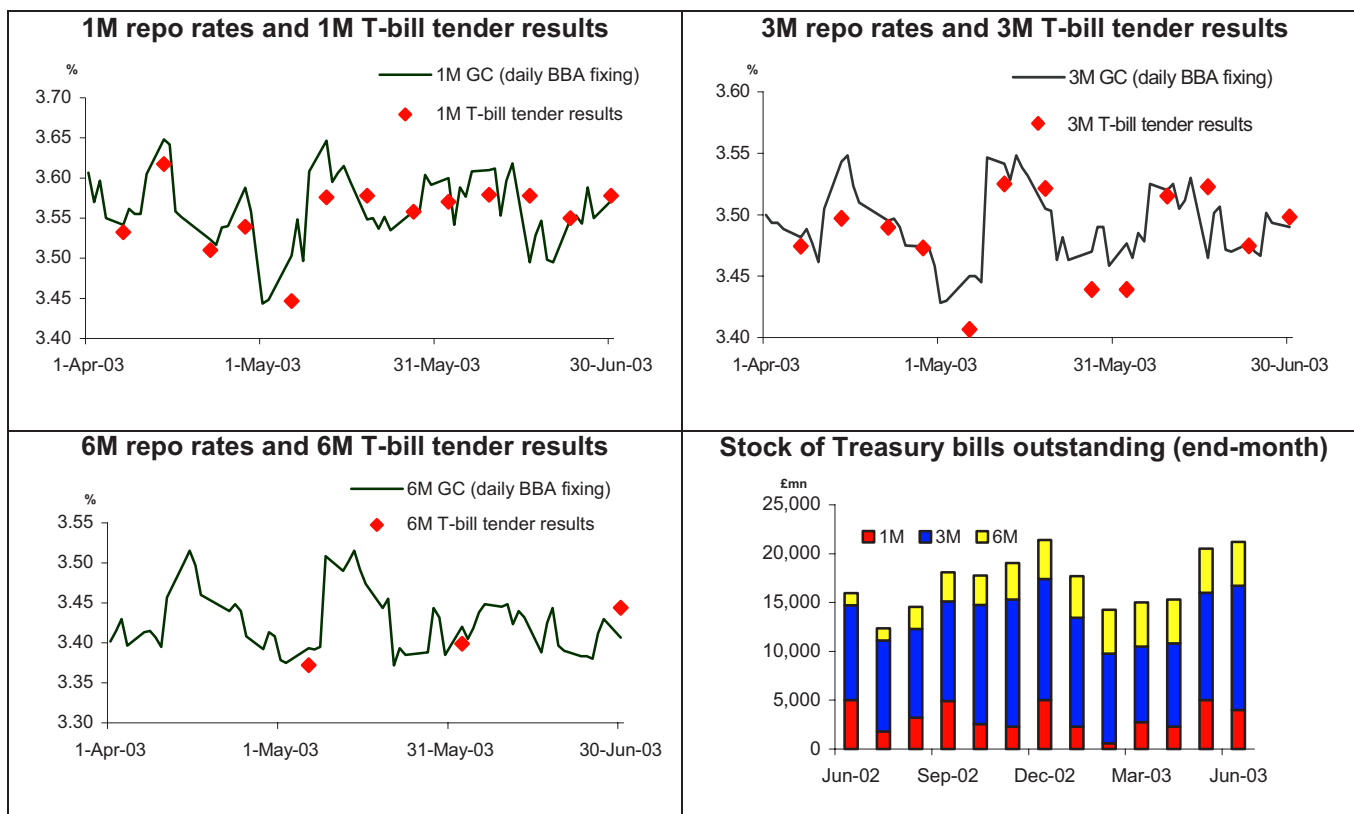 1M repo rates and 1M T-bill tender results
%
1M GC (daily BBA fixing)
1M T-bill tender results
3.70
3.65
3.60
3.55
3.50
3.45
3.40
1-Apr-03 1-May-03 31-May-03 30-Jun-03
3M repo rates and 3M T-bill tender results
%
3M GC (daily BBA fixing)
3M T-bill tender results
3.60
3.55
3.50
3.45
3.40
1-Apr-03 1-May-03 31-May-03 30-Jun-03
6M repo rates and 6M T-bill tender results
%
6M GC (daily BBA fixing)
6M T-bill tender results
3.55
3.50
3.45
3.40
3.35
3.30
1-Apr-03 1-May-03 31-May-03 30-Jun-03
Stock of Treasury bills outstanding (end-month)
£mn
1M 3M 6M
25,000
20,000
15,000
10,000
5,000
0
Jun-02 Sep-02 Dec-02 Mar-03 Jun-03